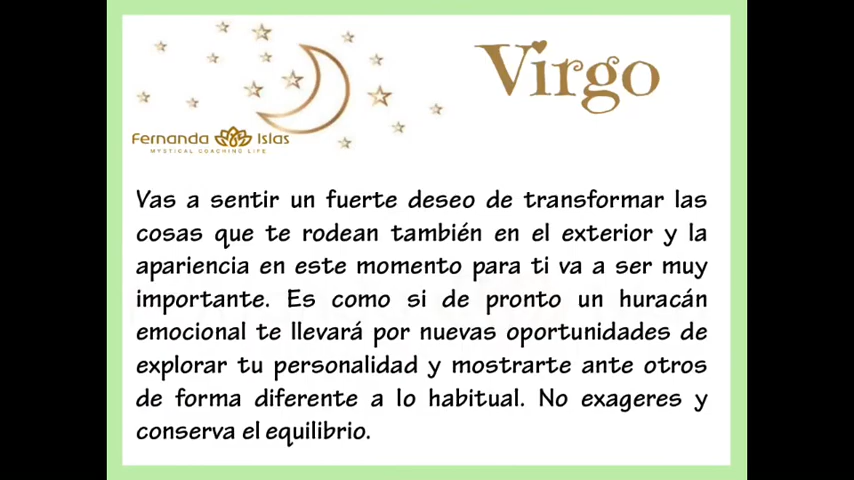 Virgo
Fernanda Islas
MYSTICAL COACHING LIFE
Vas a sentir un fuerte deseo de transformar las
cosas que te rodean también en el exterior y la
apariencia en este momento para ti va a ser muy
importante. Es como si de pronto un huracán
emocional te llevará por nuevas oportunidades de
explorar tu personalidad y mostrarte ante otros
de forma diferente a lo habitual. No exageres y
conserva el equilibrio.